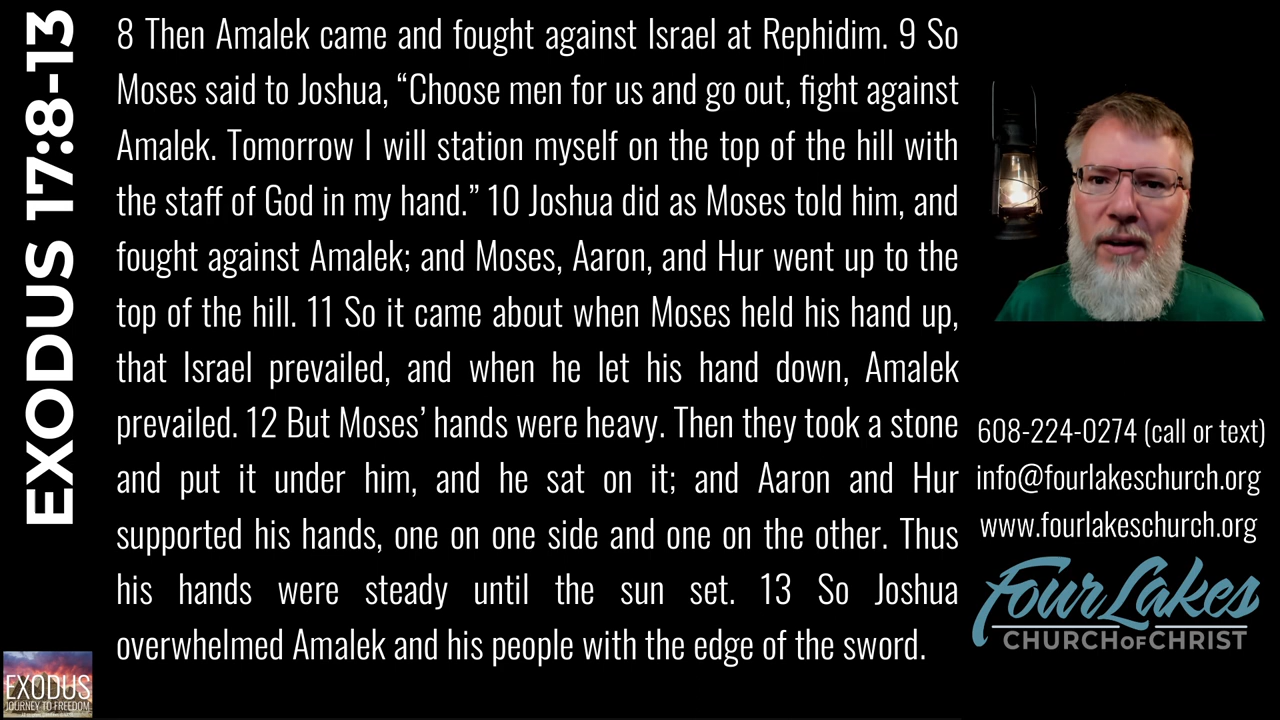 EXODUS 17:8-13
8 Then Amalek came and fought against Israel at Rephidim. 9 So
Moses said to Joshua, “Choose men for us and go out, fight against
Amalek. Tomorrow I will station myself on the top of the hill with
the staff of God in my hand.” 10 Joshua did as Moses told him, and
fought against Amalek; and Moses, Aaron, and Hur went up to the
top of the hill. 11 So it came about when Moses held his hand up,
that Israel prevailed, and when he let his hand down, Amalek
prevailed. 12 But Moses’ hands were heavy. Then they took a stone
and put it under him, and he sat on it; and Aaron and Hur
supported his hands, one on one side and one on the other. Thus
his hands were steady until the sun set. 13 So Joshua
overwhelmed Amalek and his people with the edge of the sword.
608-224-0274 (call or text)
info@fourlakeschurch.org
www.fourlakeschurch.org
Four Lakes
CHURCH OF CHRIST
EXODUS
JOURNEY TO FREEDOM